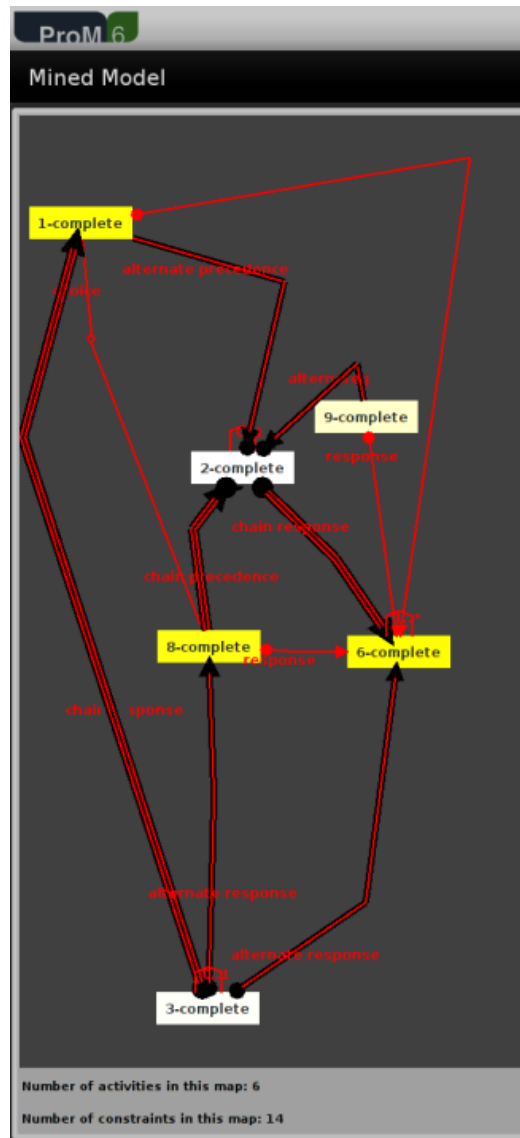 ProM 6
Mined Model
1-complete
alternate precedence
9-complete
response
2-complete
chain response
chain precedence
8-complete
response
6-complete
alternate response
alternate response
3-complete
Number of activities in this map: 6
Number of constraints in this map: 14